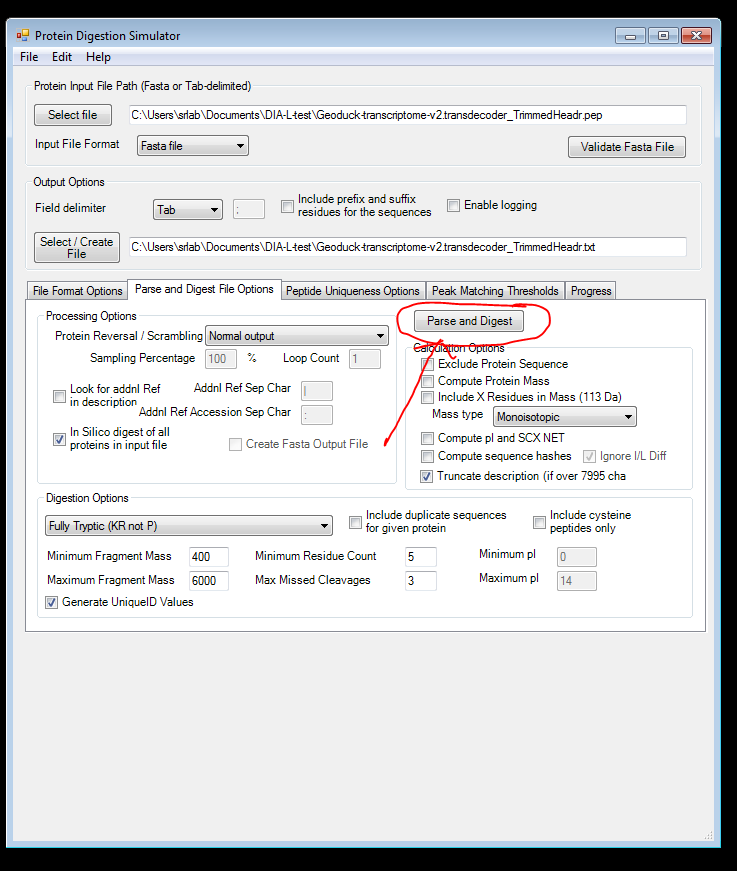 Protein Digestion Simulator
File Edit Help
Protein Input File Path (Fasta or Tab-delimited)
Select file C:\Users\srlab\Documents\DIA-L-test\Geoduck-transcriptome-v2.transdecoder_TrimmedHeadr.pep
Input File Format Fasta file Validate Fasta File
Output Options
Field delimiter Tab ; Include prefix and suffix residues for the sequences Enable logging
Select / Create File C:\Users\srlab\Documents\DIA-L-test\Geoduck-transcriptome-v2.transdecoder_TrimmedHeadr.txt
File Format Options Parse and Digest File Options Peptide Uniqueness Options Peak Matching Thresholds Progress
Processing Options
Parse and Digest
Protein Reversal / Scrambling Normal output
Sampling Percentage 100 % Loop Count 1
Look for addnl Ref in description
Addnl Ref Sep Char |
Addnl Ref Accession Sep Char :
In Silico digest of all proteins in input file
Create Fasta Output File
Calculation Options
Exclude Protein Sequence
Compute Protein Mass
Include X Residues in Mass (113 Da)
Mass type Monoisotopic
Compute pI and SCX NET
Compute sequence hashes Ignore I/L Diff
Truncate description (if over 7995 cha
Digestion Options
Fully Tryptic (KR not P) Include duplicate sequences for given protein Include cysteine peptides only
Minimum Fragment Mass 400 Minimum Residue Count 5 Minimum pI 0
Maximum Fragment Mass 6000 Max Missed Cleavages 3 Maximum pI 14
Generate UniqueID Values